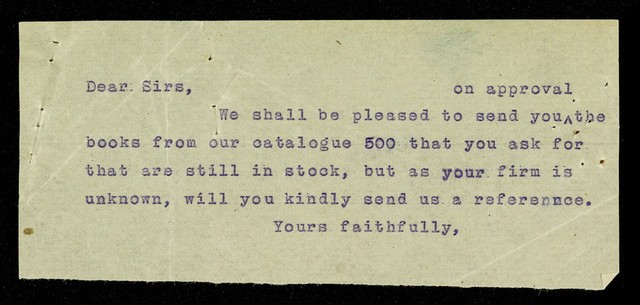 Dear Sirs,
on approval
We shall be pleased to send you^the
books from our catalogue 500 that you ask for
that are still in stock, but as your firm is
unknown, will you kindly send us a reference.
Yours faithfully,